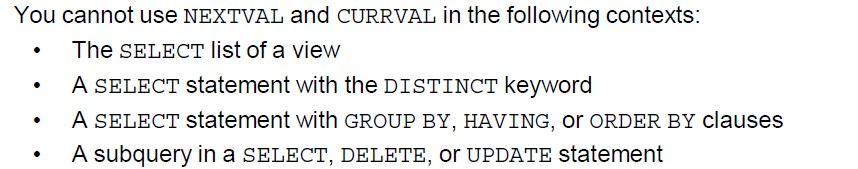 You cannot use NEXTVAL and CURRVAL in the following contexts:
• The SELECT list of a view
• A SELECT statement with the DISTINCT keyword
• A SELECT statement with GROUP BY, HAVING, or ORDER BY clauses
• A subquery in a SELECT, DELETE, or UPDATE statement